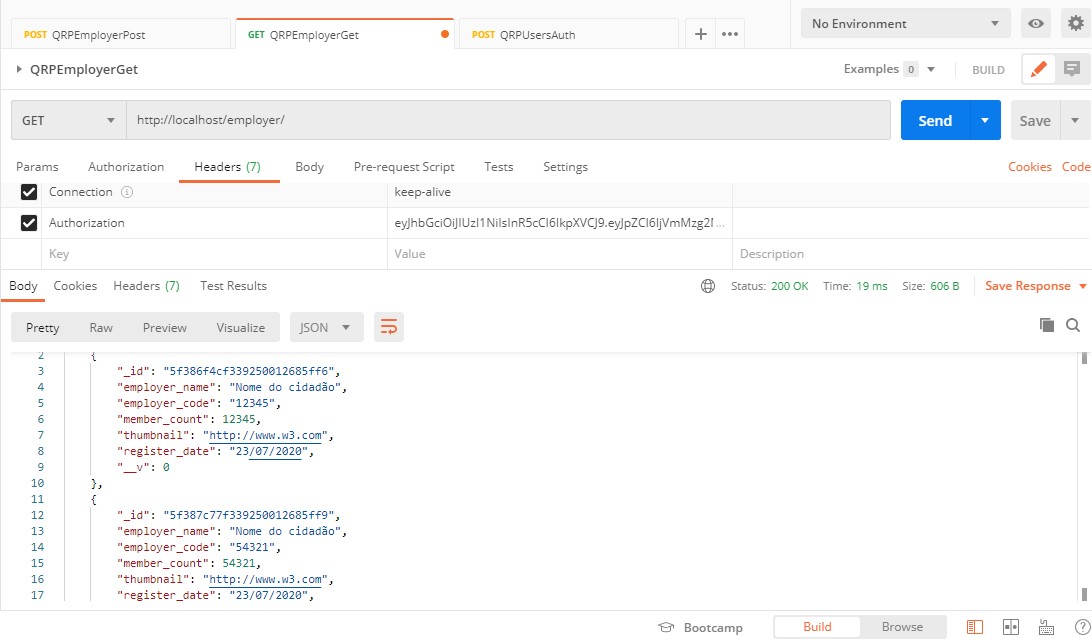 POST QRPEmployerPost GET QRPEmployerGet POST QRPUsersAuth + ••• No Environment
QRPEmployerGet Examples 0 BUILD
GET http://localhost/employer/ Send Save
Params Authorization Headers (7) Body Pre-request Script Tests Settings Cookies Code
Connection keep-alive
Authorization eyJhbGciOiJIUzI1NiIsInR5cCI6IkpXVCJ9.eyJpZCI6IjVmMzg2N...
Key Value Description
Body Cookies Headers (7) Test Results Status: 200 OK Time: 19 ms Size: 606 B Save Response
Pretty Raw Preview Visualize JSON
2 {
3 "_id": "5f386f4cf339250012685ff6",
4 "employer_name": "Nome do cidadão",
5 "employer_code": "12345",
6 "member_count": 12345,
7 "thumbnail": "http://www.w3.com",
8 "register_date": "23/07/2020",
9 "__v": 0
10 },
11 {
12 "_id": "5f387c77f339250012685ff9",
13 "employer_name": "Nome do cidadão",
14 "employer_code": "54321",
15 "member_count": 54321,
16 "thumbnail": "http://www.w3.com",
17 "register_date": "23/07/2020",
Bootcamp Build Browse